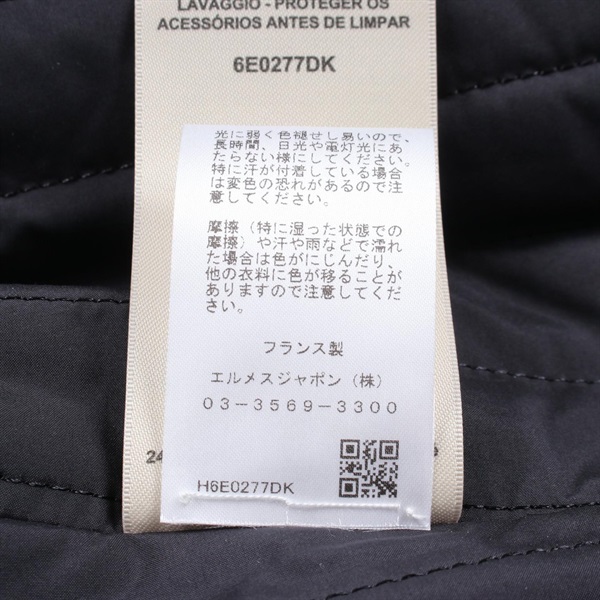 LAVAGGIO - PROTEGER OS
ACESSÓRIOS ANTES DE LIMPAR
6E0277DK
光に弱く色褪せし易いので、
長時間、日光や電灯光にあ
たらない様にしてください。
特に汗が付着している場合
は変色の恐れがあるので注
意してください。
摩擦（特に湿った状態での
摩擦）や汗や雨などで濡れ
た場合は色がにじんだり、
他の衣料に色が移ることが
ありますので注意してくだ
さい。
フランス製
エルメスジャポン（株）
03-3569-3300
24
H6E0277DK